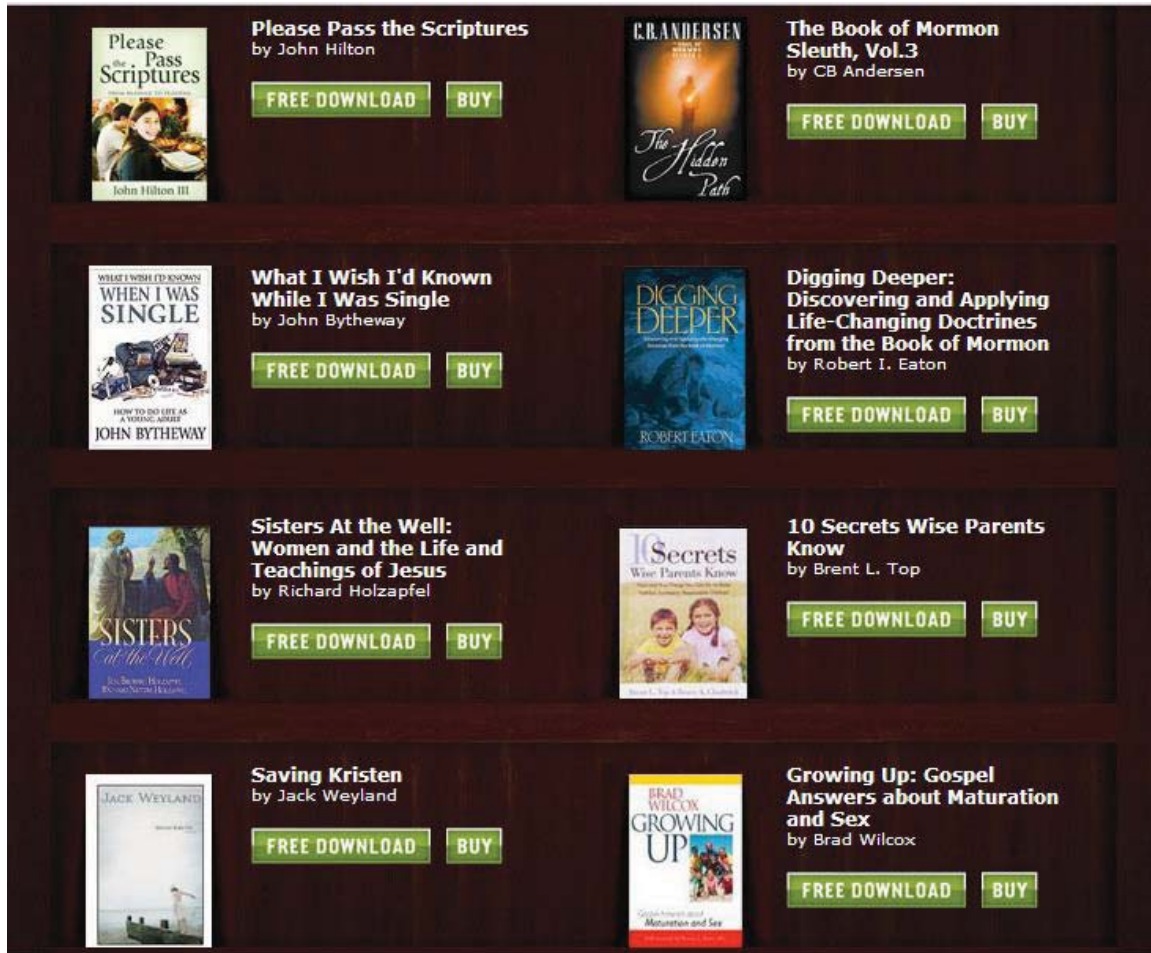 Please
the Pass
Scriptures
John Hilton III
Please Pass the Scriptures
by John Hilton
FREE DOWNLOAD BUY
C.B. ANDERSEN
The
Hidden
Path
The Book of Mormon
Sleuth, Vol.3
by CB Andersen
FREE DOWNLOAD BUY
WHAT I WISH I'D KNOWN
WHEN I WAS
SINGLE
HOW TO DO LIFE AS
A YOUNG ADULT
JOHN BYTHEWAY
What I Wish I'd Known
While I Was Single
by John Bytheway
FREE DOWNLOAD BUY
DIGGING
DEEPER
ROBERT EATON
Digging Deeper:
Discovering and Applying
Life-Changing Doctrines
from the Book of Mormon
by Robert I. Eaton
FREE DOWNLOAD BUY
SISTERS
at the Well
Sisters At the Well:
Women and the Life and
Teachings of Jesus
by Richard Holzapfel
FREE DOWNLOAD BUY
10 Secrets
Wise Parents Know
10 Secrets Wise Parents
Know
by Brent L. Top
FREE DOWNLOAD BUY
JACK WEYLAND
Saving Kristen
by Jack Weyland
FREE DOWNLOAD BUY
BRAD
WILCOX
GROWING
UP
Gospel Answers about
Maturation and Sex
Growing Up: Gospel
Answers about Maturation
and Sex
by Brad Wilcox
FREE DOWNLOAD BUY